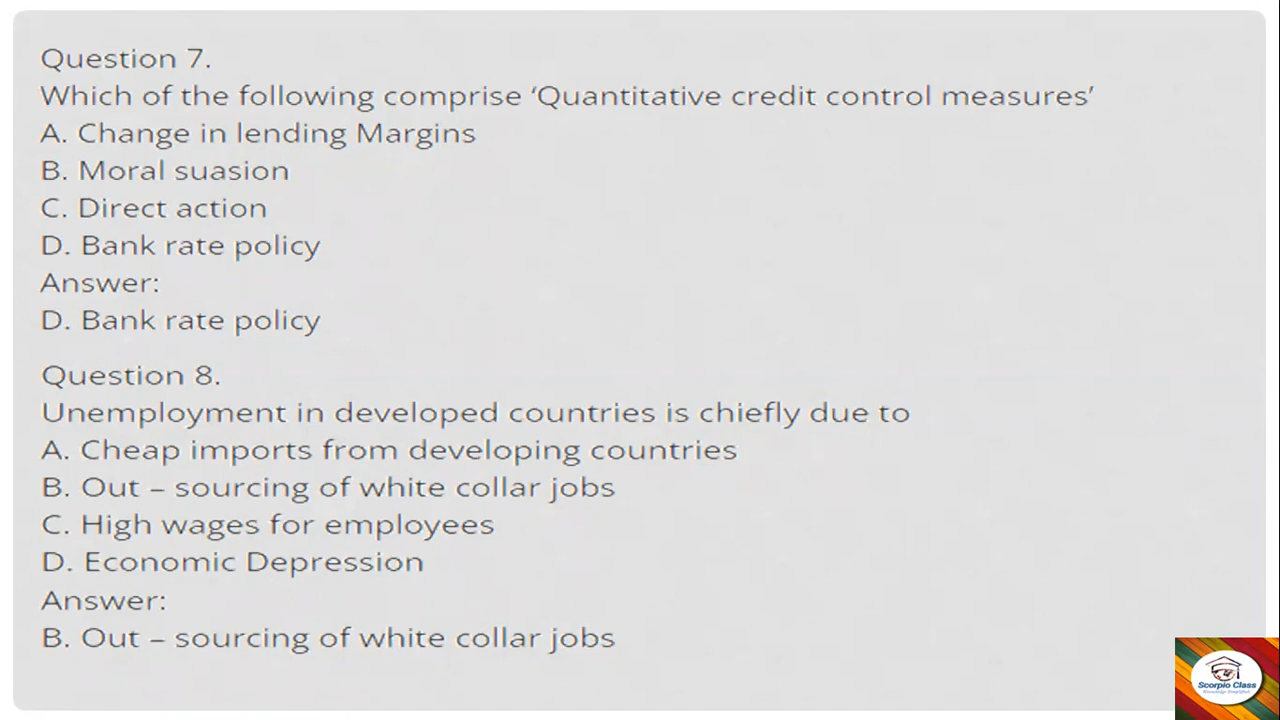 Question 7.
Which of the following comprise ‘Quantitative credit control measures’
A. Change in lending Margins
B. Moral suasion
C. Direct action
D. Bank rate policy
Answer:
D. Bank rate policy
Question 8.
Unemployment in developed countries is chiefly due to
A. Cheap imports from developing countries
B. Out – sourcing of white collar jobs
C. High wages for employees
D. Economic Depression
Answer:
B. Out – sourcing of white collar jobs
Scorpio Class
Knowledge Simplified